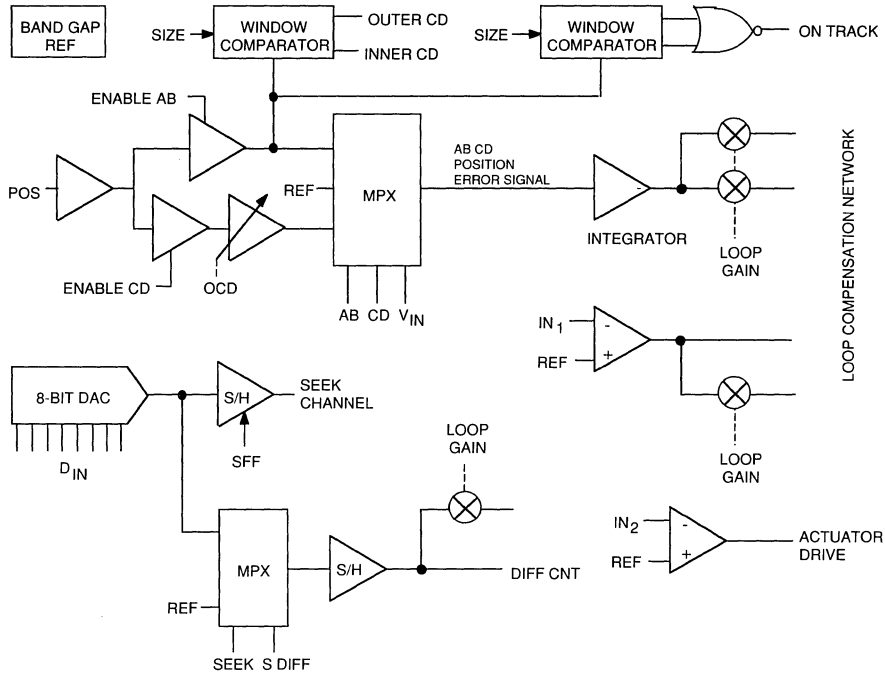 BAND GAP
REF
SIZE
WINDOW
COMPARATOR
OUTER CD
INNER CD
SIZE
WINDOW
COMPARATOR
ON TRACK
ENABLE AB
POS
REF
MPX
AB CD
POSITION
ERROR SIGNAL
-
INTEGRATOR
LOOP
GAIN
LOOP COMPENSATION NETWORK
ENABLE CD
OCD
AB
CD
VIN
IN1
-
REF
+
LOOP
GAIN
8-BIT DAC
DIN
S/H
SEEK
CHANNEL
SFF
LOOP
GAIN
MPX
REF
SEEK
S DIFF
S/H
DIFF CNT
IN2
-
REF
+
ACTUATOR
DRIVE